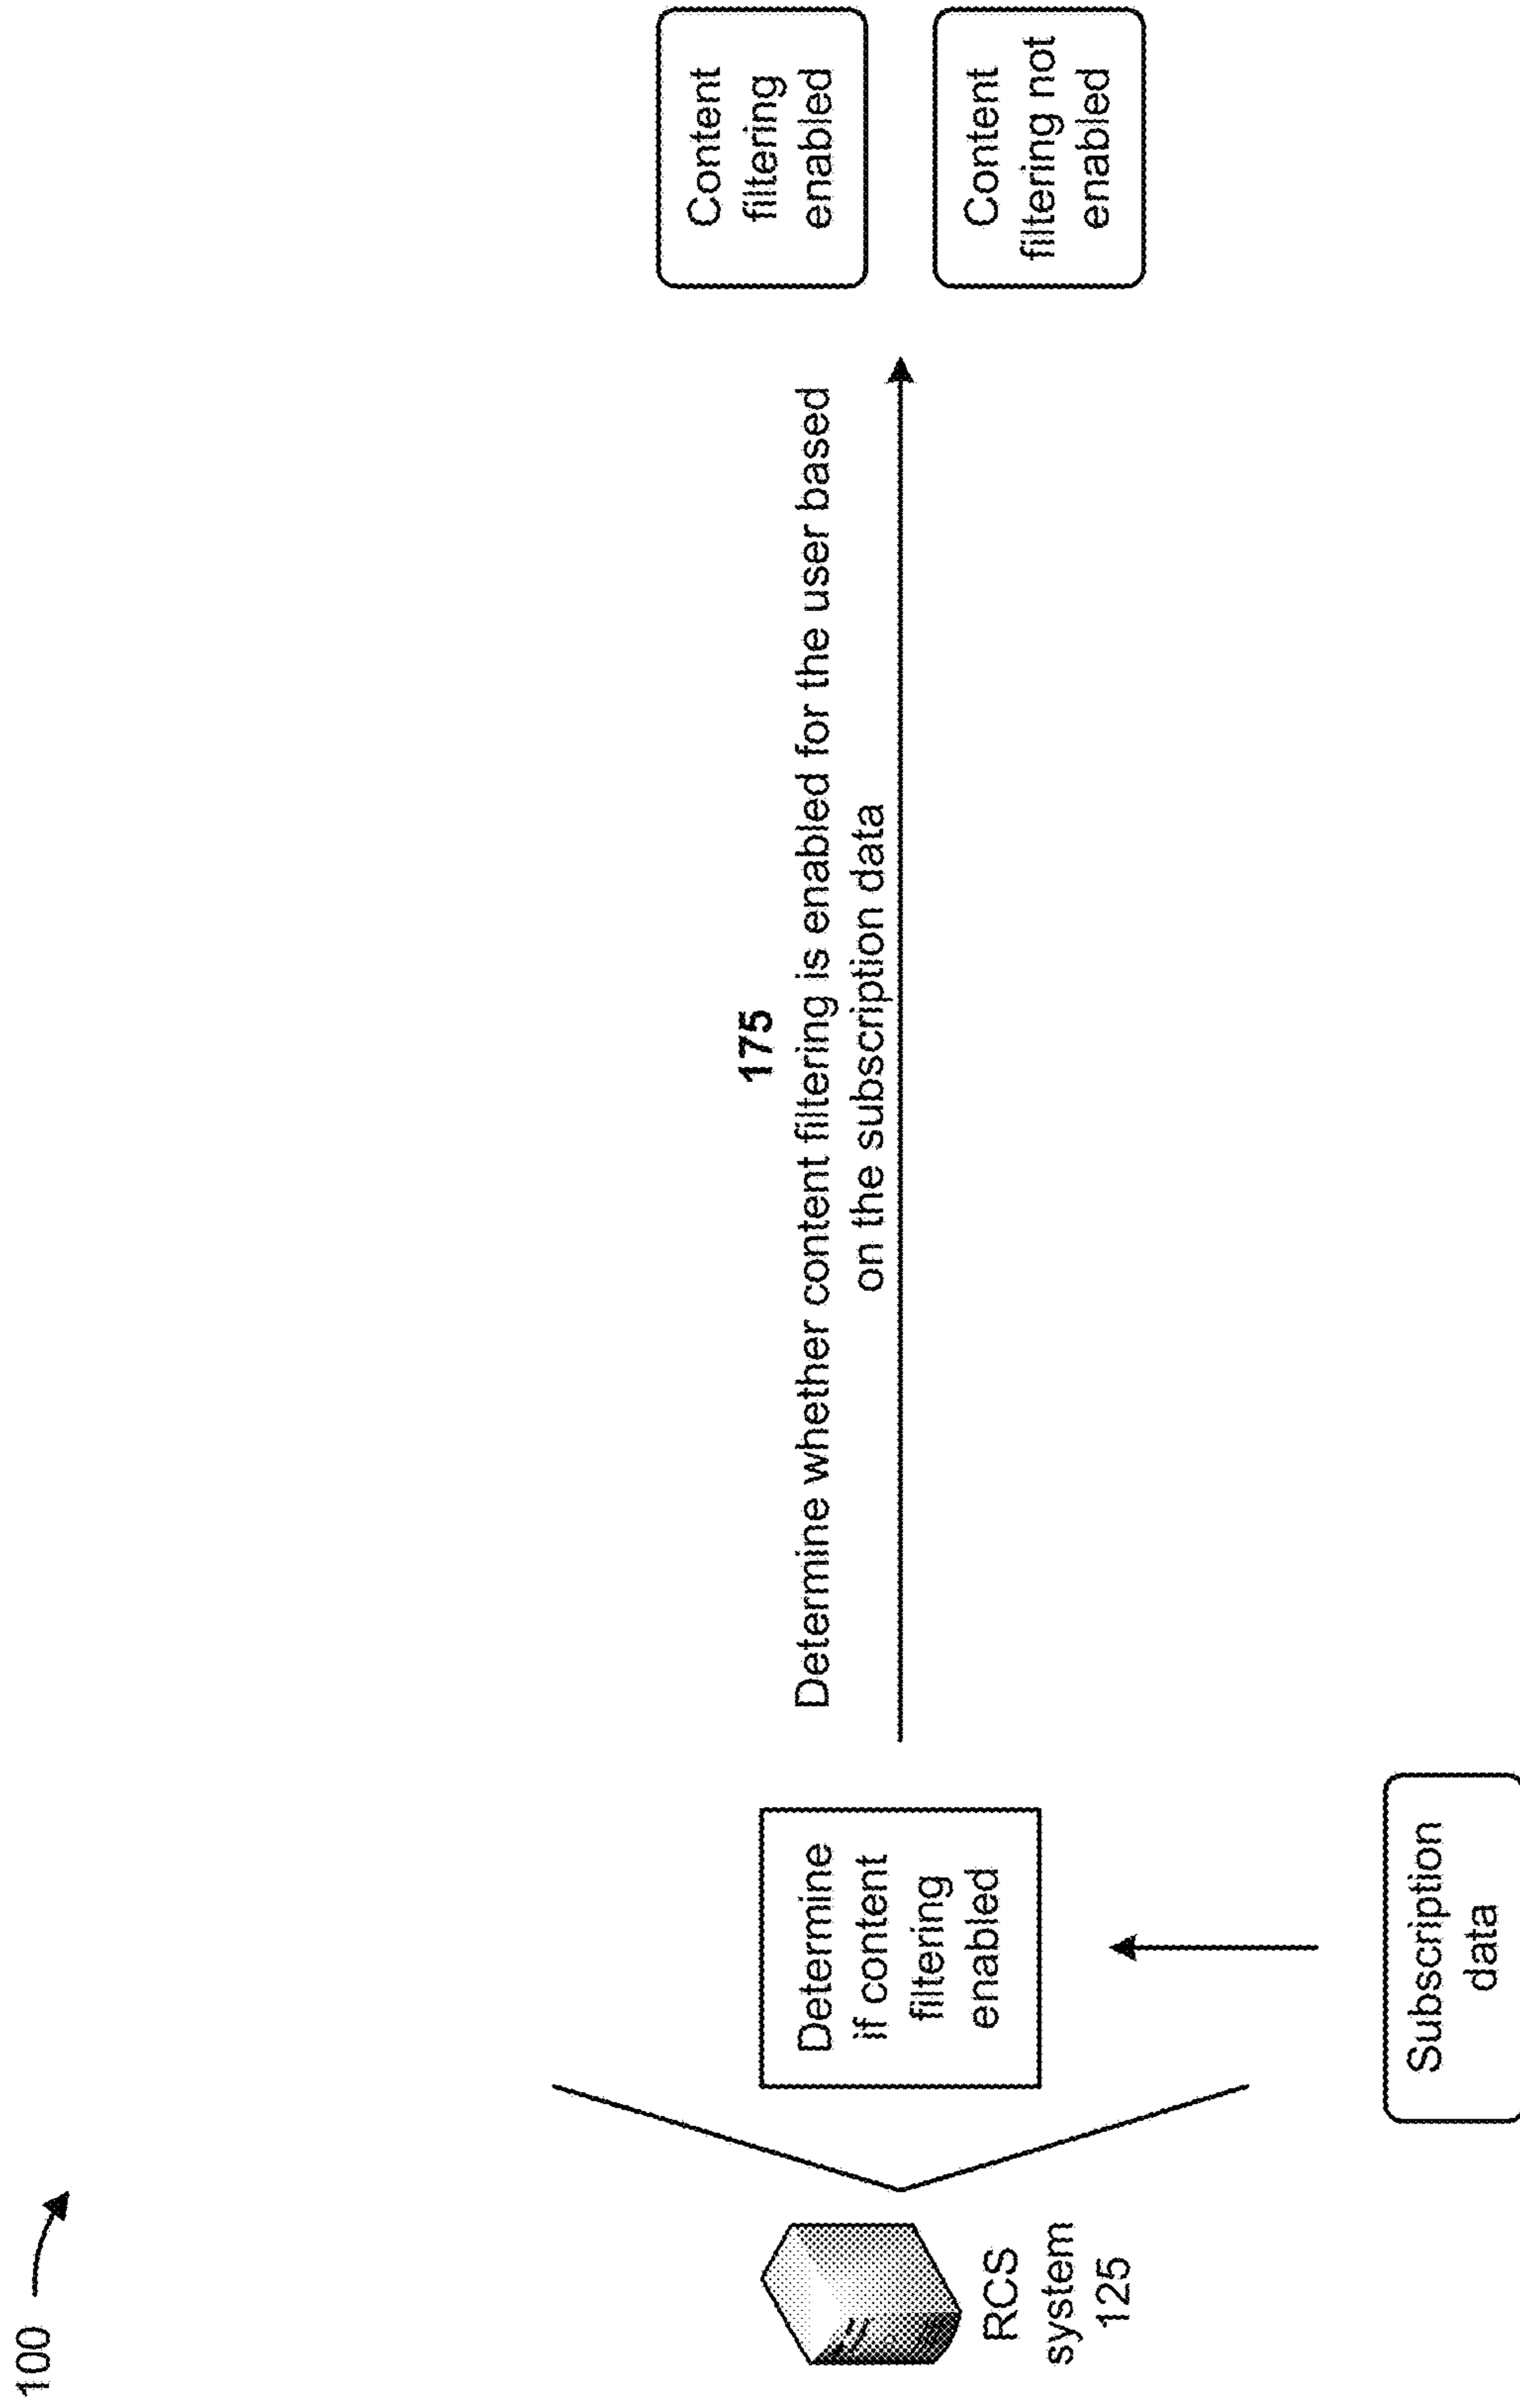 100
RCS
system
125
Determine
if content
filtering
enabled
Subscription
data
175
Determine whether content filtering is enabled for the user based
on the subscription data
Content
filtering
enabled
Content
filtering not
enabled